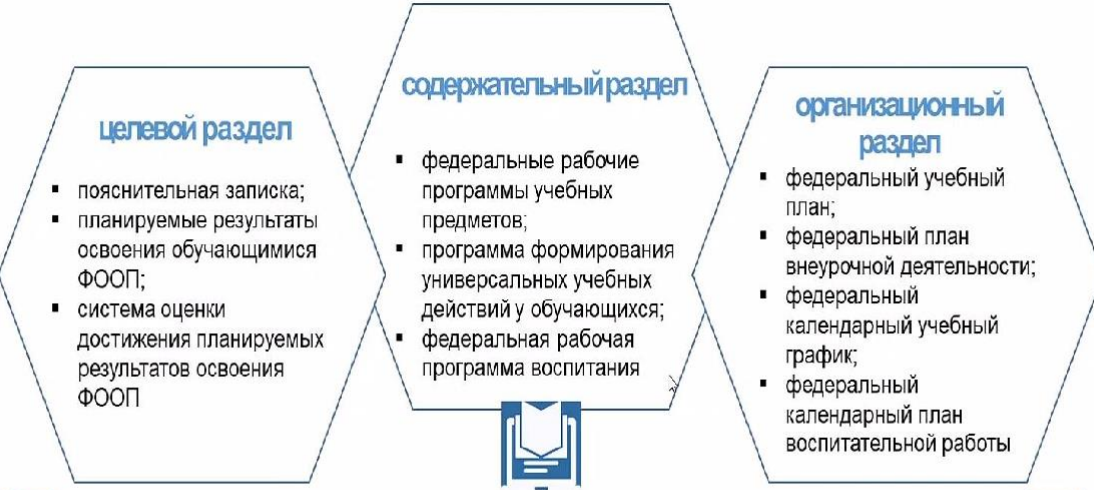 целевой раздел
▪ пояснительная записка;
▪ планируемые результаты
освоения обучающимися
ФООП;
▪ система оценки
достижения планируемых
результатов освоения
ФООП
содержательный раздел
▪ федеральные рабочие
программы учебных
предметов;
▪ программа формирования
универсальных учебных
действий у обучающихся;
▪ федеральная рабочая
программа воспитания
организационный
раздел
▪ федеральный учебный
план;
▪ федеральный план
внеурочной деятельности;
▪ федеральный
календарный учебный
график;
▪ федеральный
календарный план
воспитательной работы